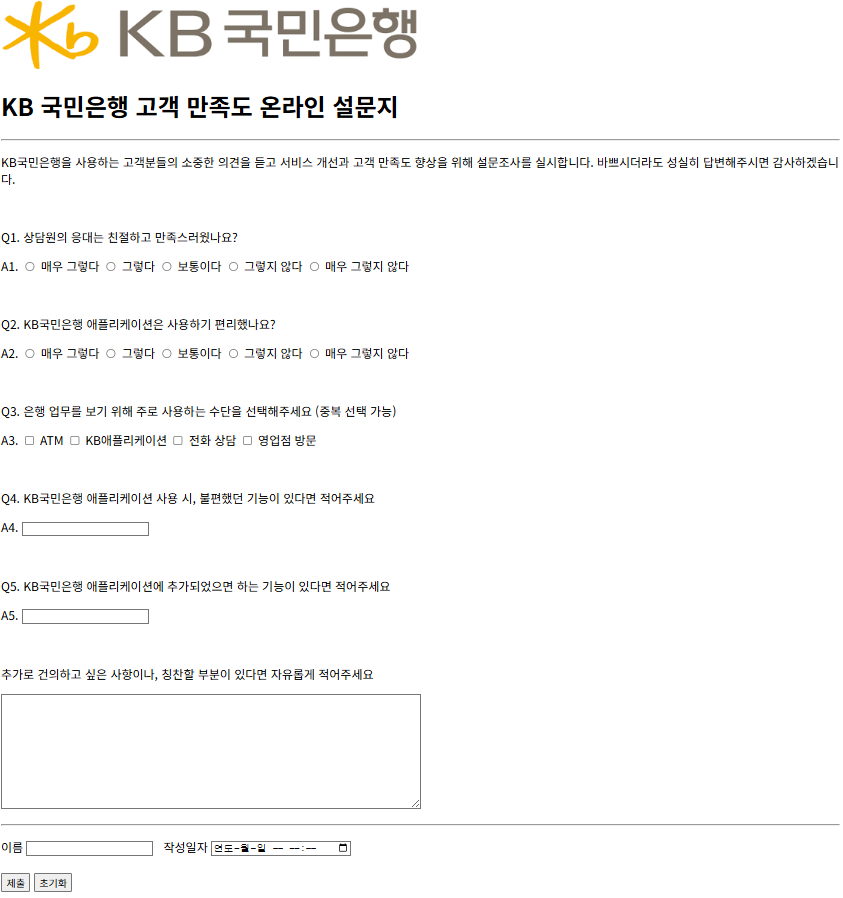 Kb KB 국민은행
KB 국민은행 고객 만족도 온라인 설문지
KB국민은행을 사용하는 고객분들의 소중한 의견을 듣고 서비스 개선과 고객 만족도 향상을 위해 설문조사를 실시합니다. 바쁘시더라도 성실히 답변해주시면 감사하겠습니
다.
Q1. 상담원의 응대는 친절하고 만족스러웠나요?
A1. 매우 그렇다 그렇다 보통이다 그렇지 않다 매우 그렇지 않다
Q2. KB국민은행 애플리케이션은 사용하기 편리했나요?
A2. 매우 그렇다 그렇다 보통이다 그렇지 않다 매우 그렇지 않다
Q3. 은행 업무를 보기 위해 주로 사용하는 수단을 선택해주세요 (중복 선택 가능)
A3. ATM KB애플리케이션 전화 상담 영업점 방문
Q4. KB국민은행 애플리케이션 사용 시, 불편했던 기능이 있다면 적어주세요
A4.
Q5. KB국민은행 애플리케이션에 추가되었으면 하는 기능이 있다면 적어주세요
A5.
추가로 건의하고 싶은 사항이나, 칭찬할 부분이 있다면 자유롭게 적어주세요
이름 작성일자 연도-월-일 -- --:--
제출 초기화